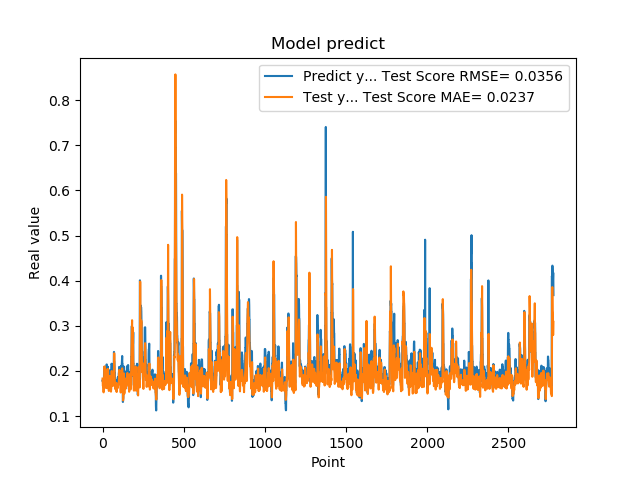 Model predict
Predict y... Test Score RMSE= 0.0356
Test y... Test Score MAE= 0.0237
0.8
0.7
0.6
0.5
0.4
0.3
0.2
0.1
Real value
0 500 1000 1500 2000 2500
Point